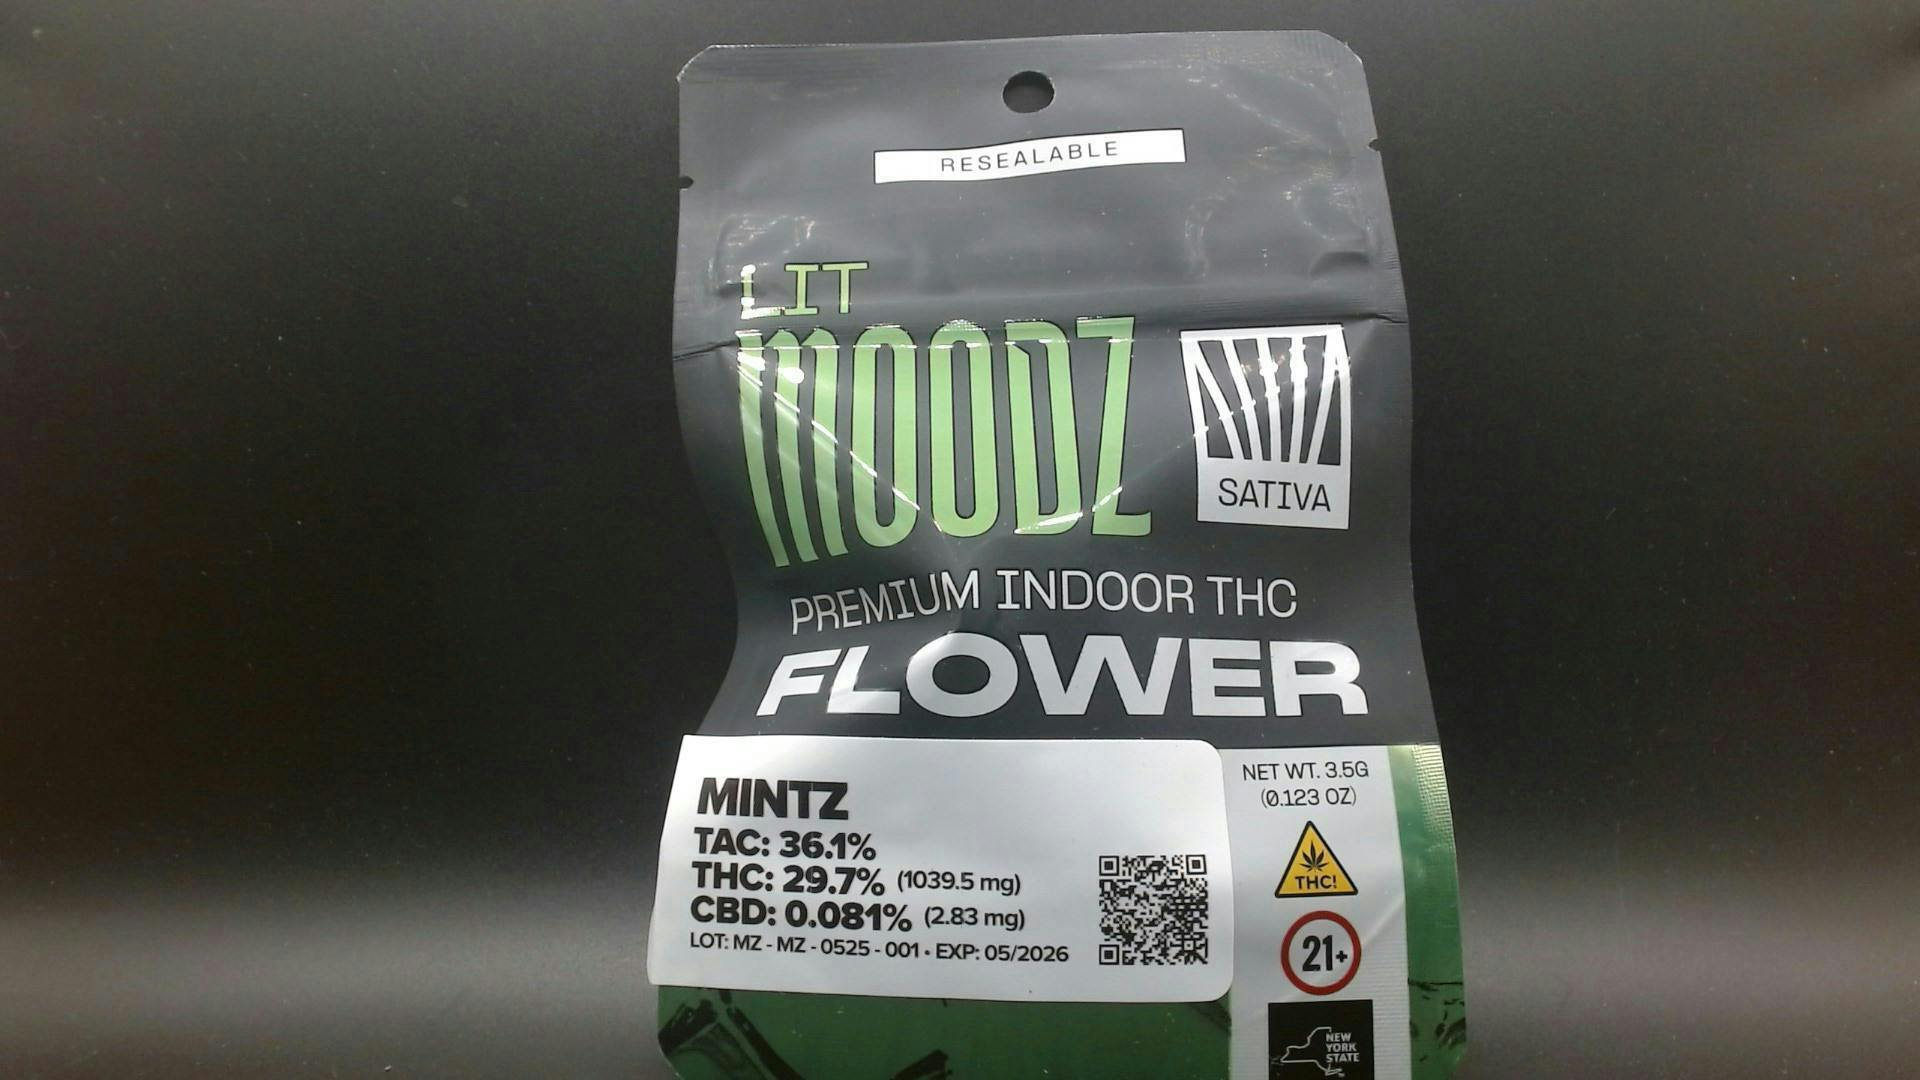 RESEALABLE
LIT
MOODZ
SATIVA
PREMIUM INDOOR THC
FLOWER
MINTZ
TAC: 36.1%
THC: 29.7% (1039.5 mg)
CBD: 0.081% (2.83 mg)
LOT: MZ - MZ - 0525 - 001 • EXP: 05/2026
NET WT. 3.5G
(0.123 OZ)
THC!
21+
NEW
YORK
STATE